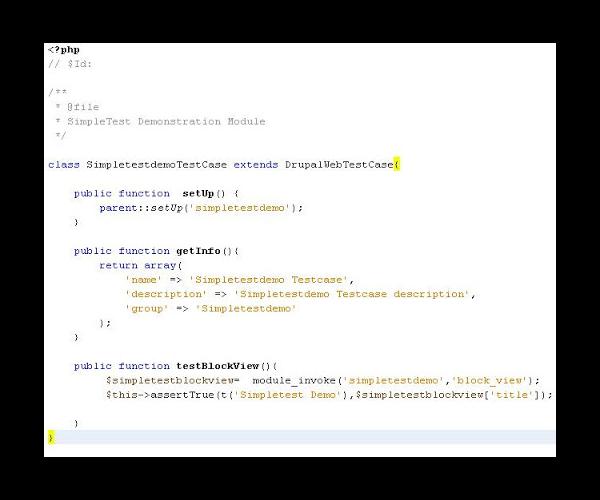 <?php
// $Id:
/**
 * @file
 * SimpleTest Demonstration Module
 */
class SimpletestdemoTestCase extends DrupalWebTestCase{
    public function  setUp() {
        parent::setUp('simpletestdemo');
    }
    public function getInfo(){
        return array(
            'name' => 'Simpletestdemo Testcase',
            'description' => 'Simpletestdemo Testcase description',
            'group' => 'Simpletestdemo'
        );
    }
    public function testBlockView(){
         $simpletestblockview=  module_invoke('simpletestdemo','block_view');
         $this->assertTrue(t('Simpletest Demo'),$simpletestblockview['title']);
    }
}